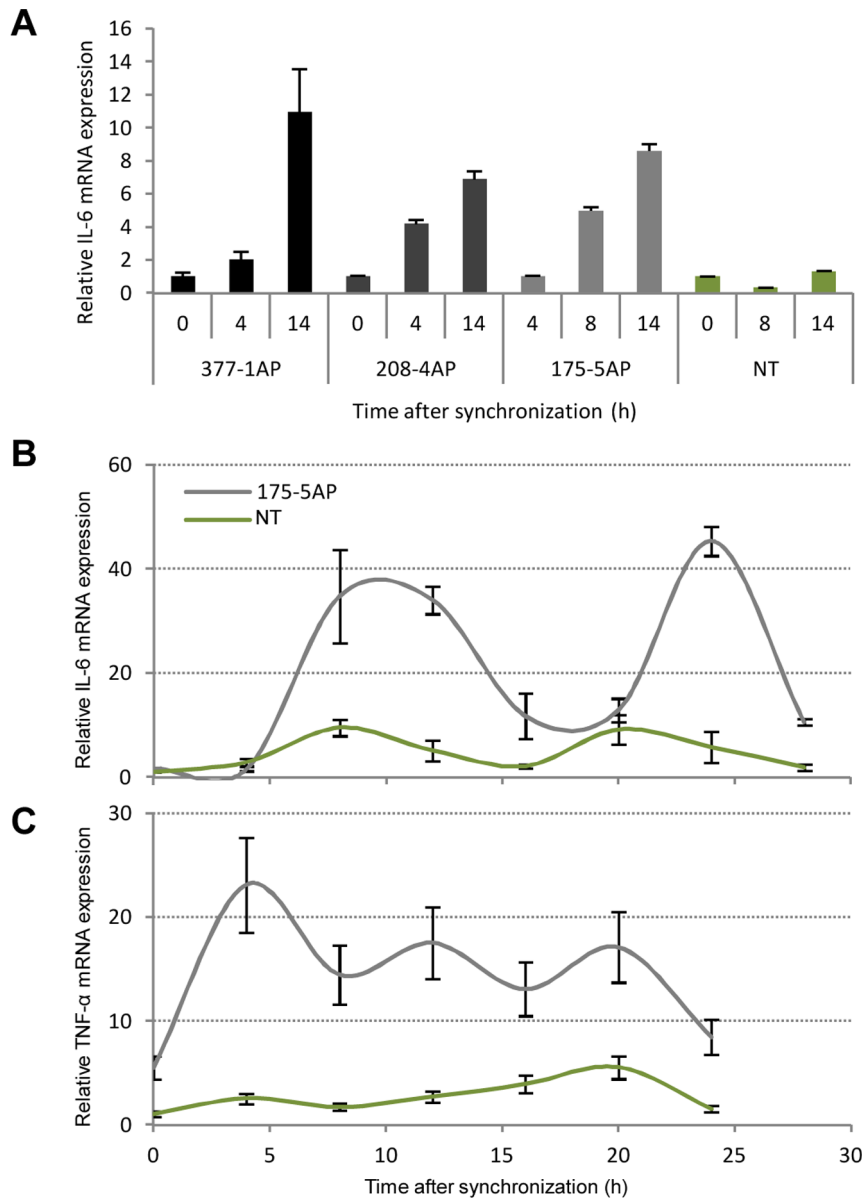 A
Relative IL-6 mRNA expression
16
14
12
10
8
6
4
2
0
0 4 14 0 4 14 4 8 14 0 8 14
377-1AP 208-4AP 175-5AP NT
Time after synchronization (h)
B
Relative IL-6 mRNA expression
60
40
20
0
175-5AP
NT
C
Relative TNF-α mRNA expression
30
20
10
0
0 5 10 15 20 25 30
Time after synchronization (h)